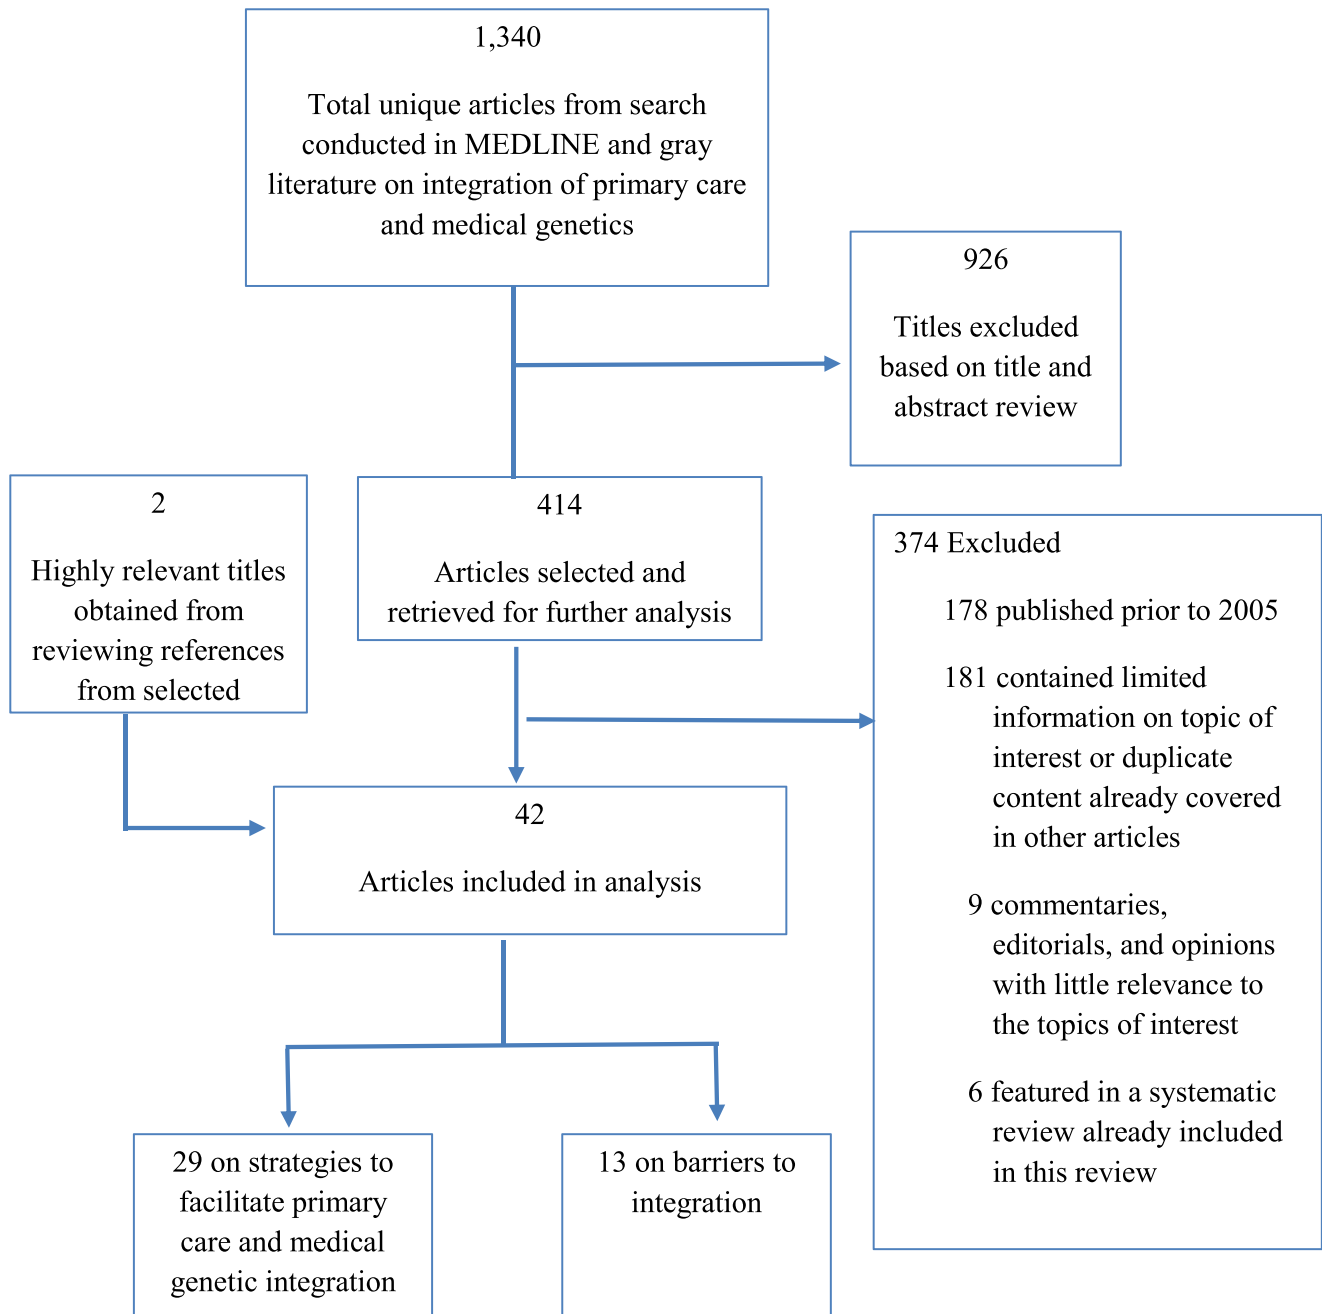 1,340
Total unique articles from search
conducted in MEDLINE and gray
literature on integration of primary care
and medical genetics
926
Titles excluded
based on title and
abstract review
2
Highly relevant titles
obtained from
reviewing references
from selected
414
Articles selected and
retrieved for further analysis
374 Excluded
178 published prior to 2005
181 contained limited
information on topic of
interest or duplicate
content already covered
in other articles
9 commentaries,
editorials, and opinions
with little relevance to
the topics of interest
6 featured in a systematic
review already included
in this review
42
Articles included in analysis
29 on strategies to
facilitate primary
care and medical
genetic integration
13 on barriers to
integration